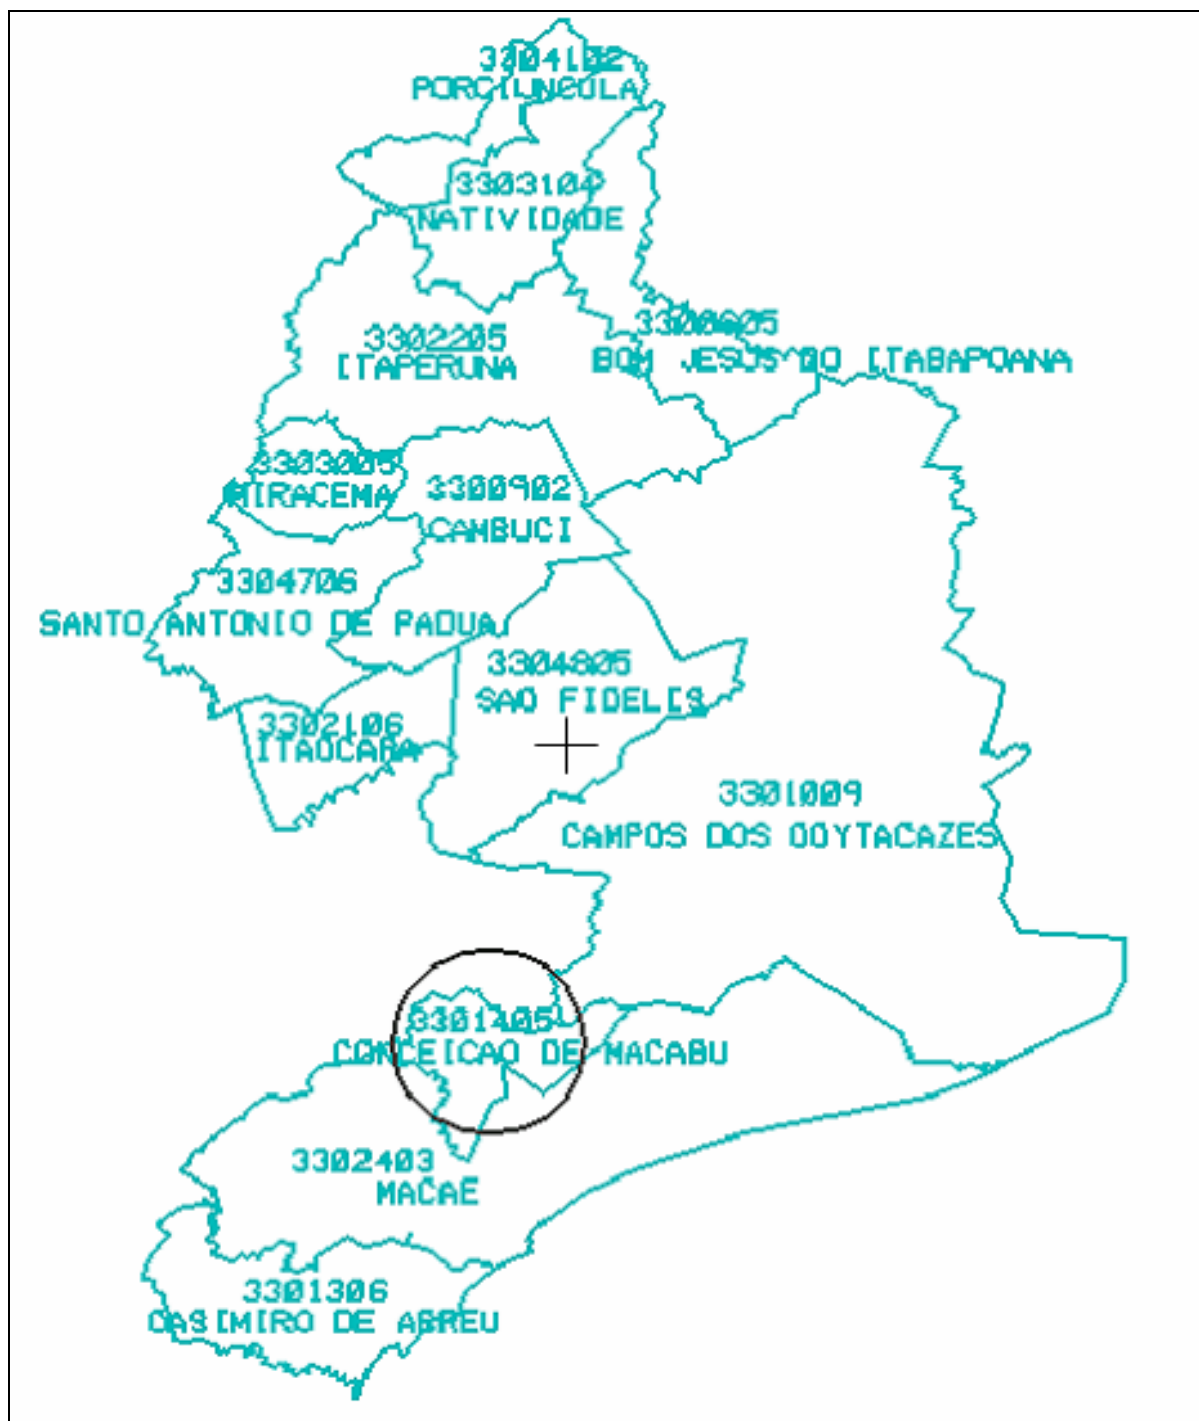 3304102
PORCIUNCULA
3303104
NATIVIDADE
3300605
BOM JESUS DO ITABAPOANA
3302205
ITAPERUNA
3303005
MIRACEMA
3300902
CAMBUCI
3304706
SANTO ANTONIO DE PADUA
3304805
SAO FIDELIS
3302106
ITAOCARA
3301009
CAMPOS DOS GOYTACAZES
3301405
CONCEICAO DE MACABU
3302403
MACAE
3301306
CASIMIRO DE ABREU